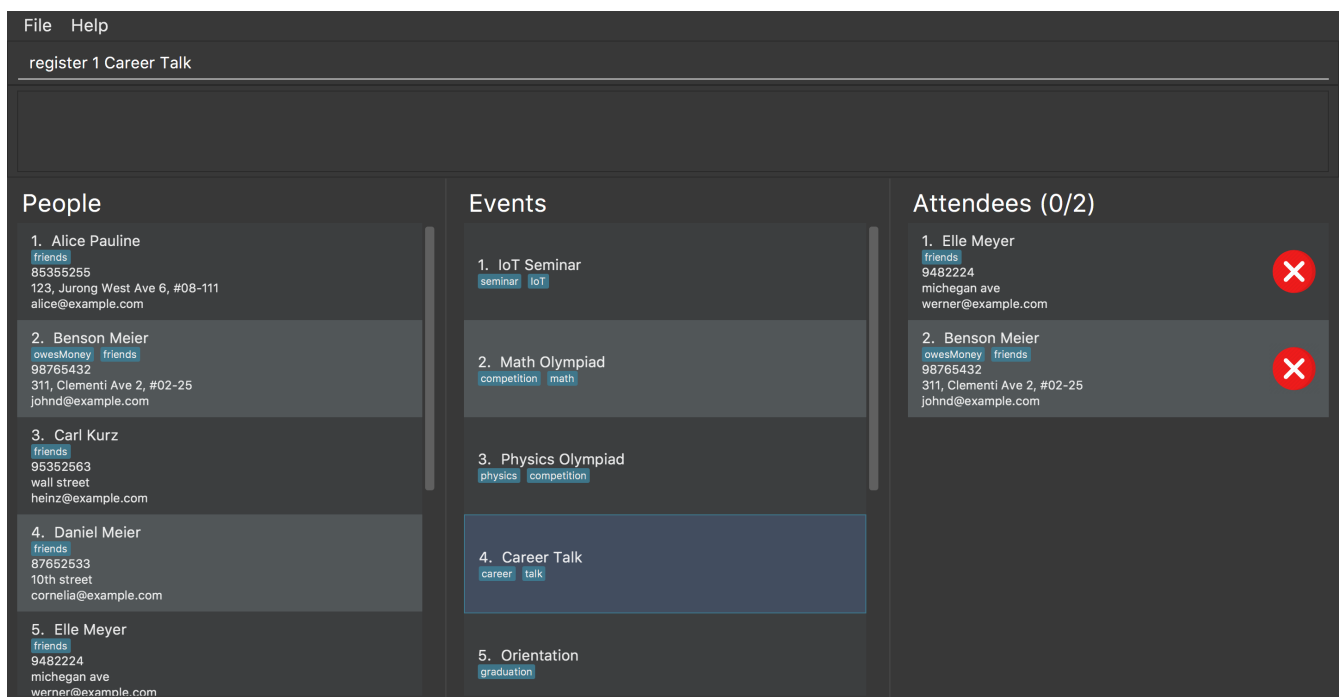 File Help
register 1 Career Talk
People
1. Alice Pauline
friends
85355255
123, Jurong West Ave 6, #08-111
alice@example.com
2. Benson Meier
owesMoney friends
98765432
311, Clementi Ave 2, #02-25
johnd@example.com
3. Carl Kurz
friends
95352563
wall street
heinz@example.com
4. Daniel Meier
friends
87652533
10th street
cornelia@example.com
5. Elle Meyer
friends
9482224
michegan ave
werner@example.com
Events
1. IoT Seminar
seminar IoT
2. Math Olympiad
competition math
3. Physics Olympiad
physics competition
4. Career Talk
career talk
5. Orientation
graduation
Attendees (0/2)
1. Elle Meyer
friends
9482224
michegan ave
werner@example.com
2. Benson Meier
owesMoney friends
98765432
311, Clementi Ave 2, #02-25
johnd@example.com